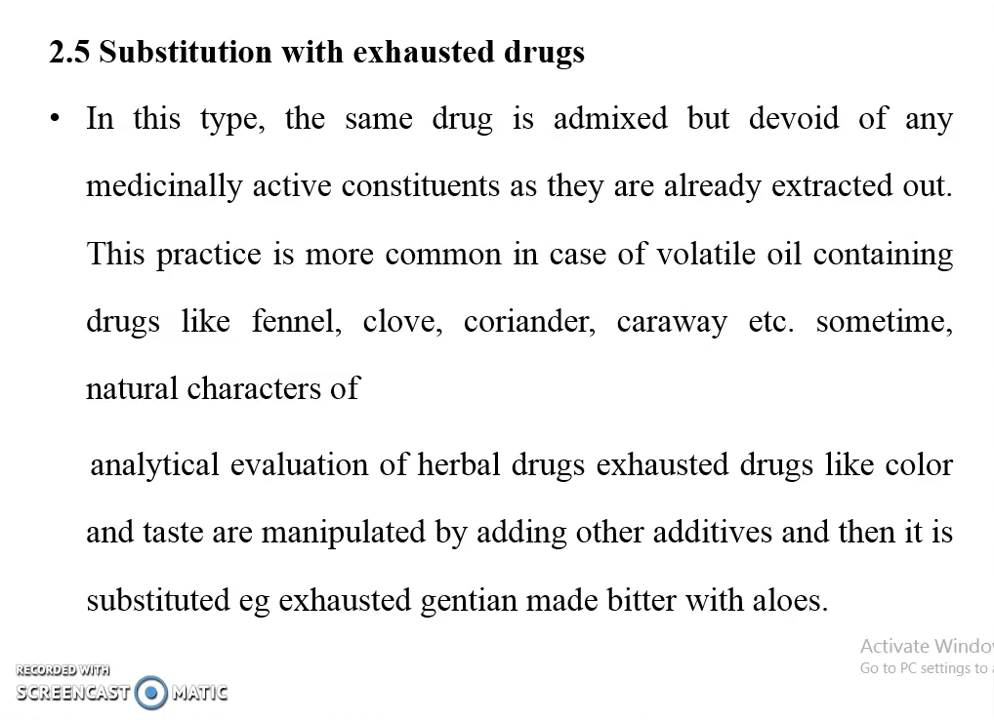 2.5 Substitution with exhausted drugs
• In this type, the same drug is admixed but devoid of any
medicinally active constituents as they are already extracted out.
This practice is more common in case of volatile oil containing
drugs like fennel, clove, coriander, caraway etc. sometime,
natural characters of
analytical evaluation of herbal drugs exhausted drugs like color
and taste are manipulated by adding other additives and then it is
substituted eg exhausted gentian made bitter with aloes.
Activate Windo
Go to PC settings to
RECORDED WITH
SCREENCAST MATIC